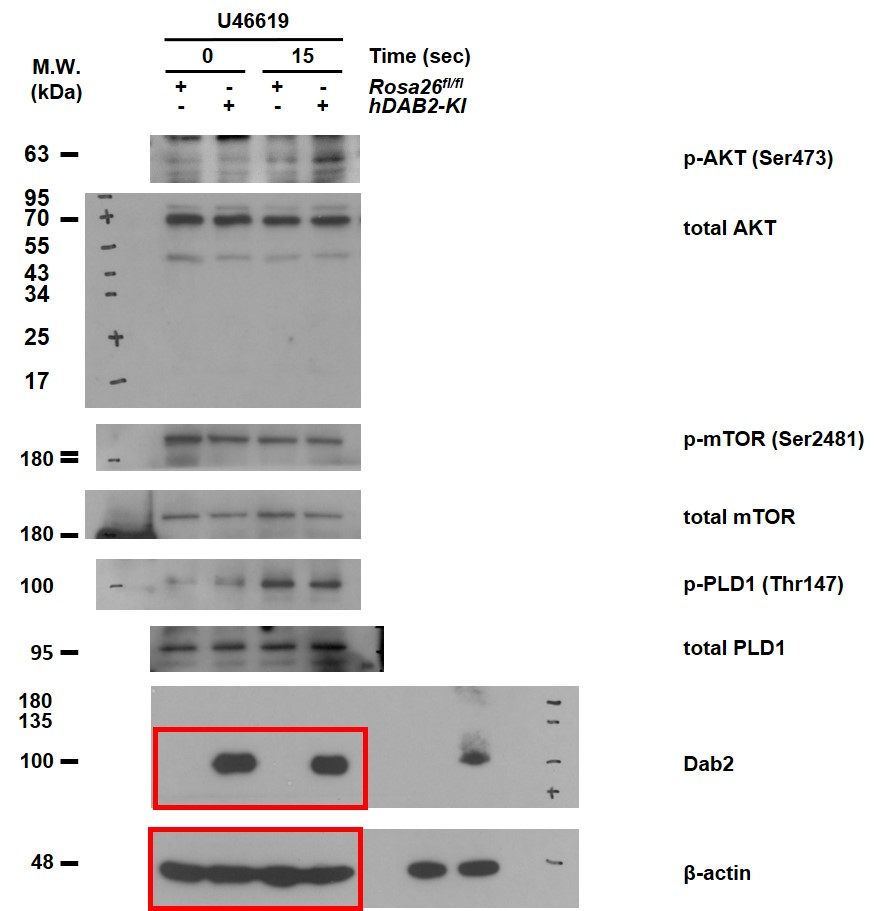 U46619
0 15 Time (sec)
M.W.
(kDa)
+ - + - Rosa26fl/fl
- + - + hDAB2-KI
63 p-AKT (Ser473)
95
70 total AKT
55
43
34
25
17
180 p-mTOR (Ser2481)
180 total mTOR
100 p-PLD1 (Thr147)
95 total PLD1
180
135
100 Dab2
48 β-actin